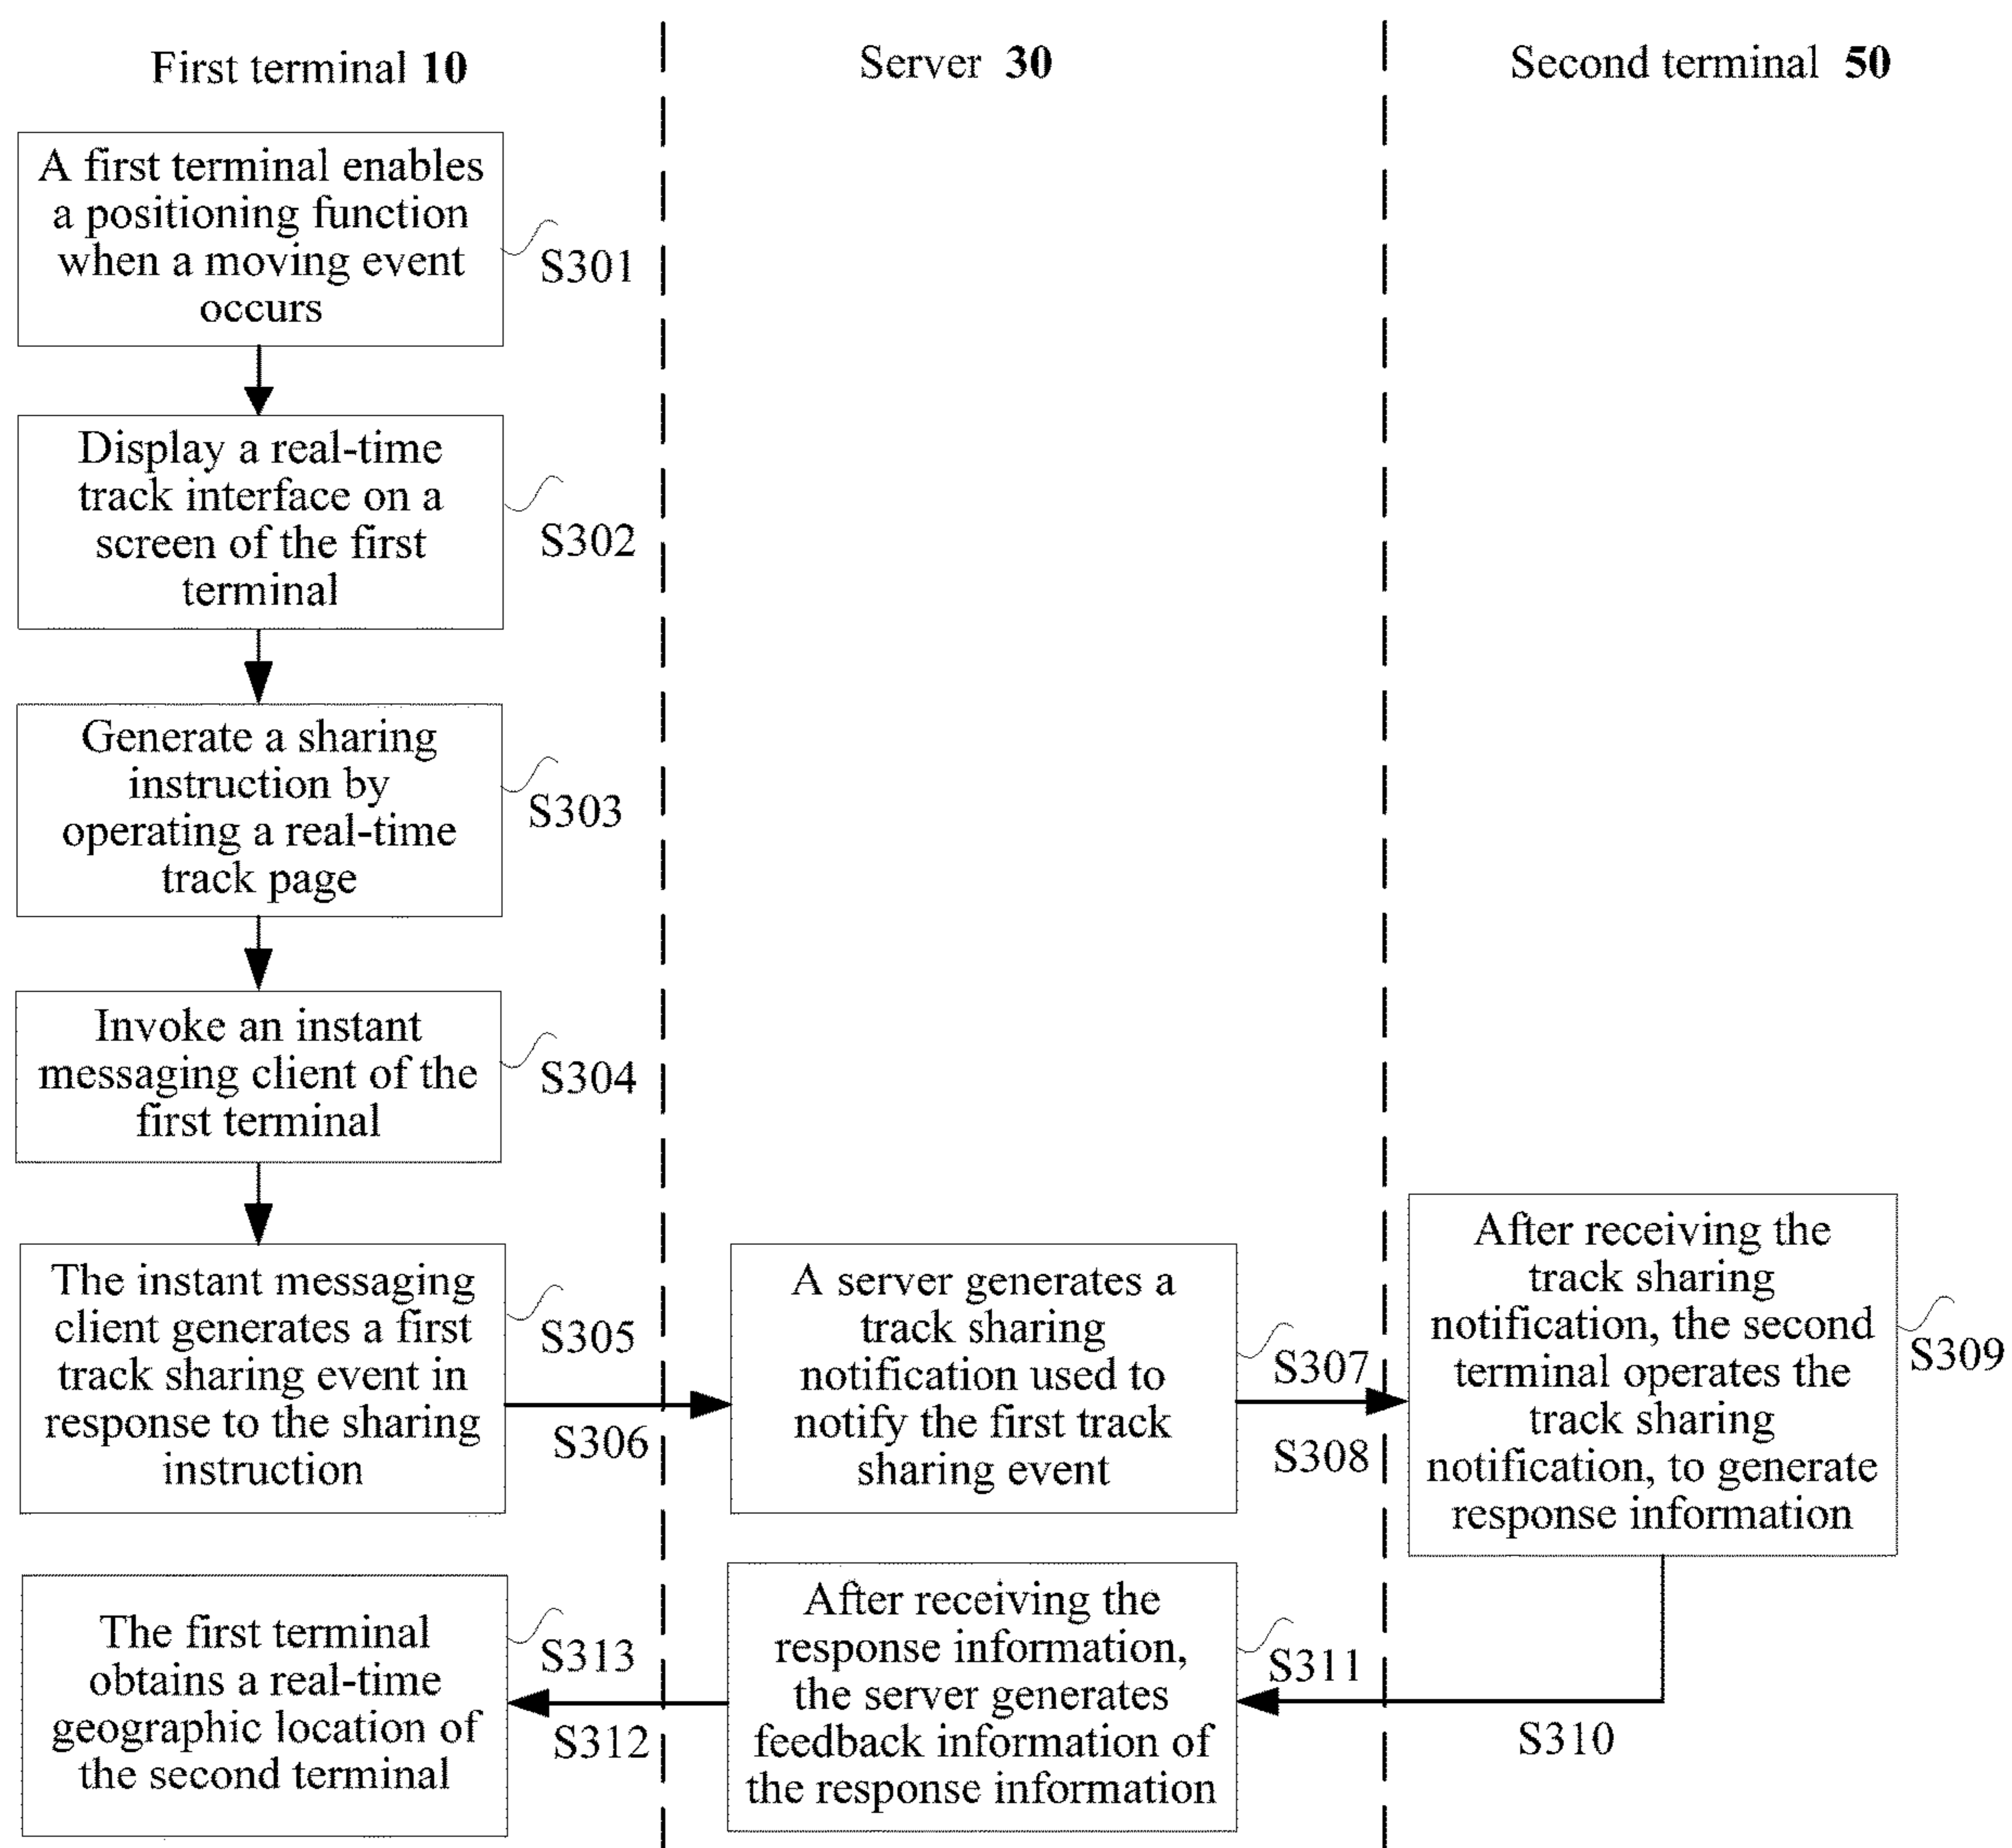 First terminal 10
Server 30
Second terminal 50
A first terminal enables
a positioning function
when a moving event
occurs
S301
Display a real-time
track interface on a
screen of the first
terminal
S302
Generate a sharing
instruction by
operating a real-time
track page
S303
Invoke an instant
messaging client of the
first terminal
S304
The instant messaging
client generates a first
track sharing event in
response to the sharing
instruction
S305
S306
A server generates a
track sharing
notification used to
notify the first track
sharing event
S307
S308
After receiving the
track sharing
notification, the second
terminal operates the
track sharing
notification, to generate
response information
S309
The first terminal
obtains a real-time
geographic location of
the second terminal
S313
S312
After receiving the
response information,
the server generates
feedback information of
the response information
S311
S310